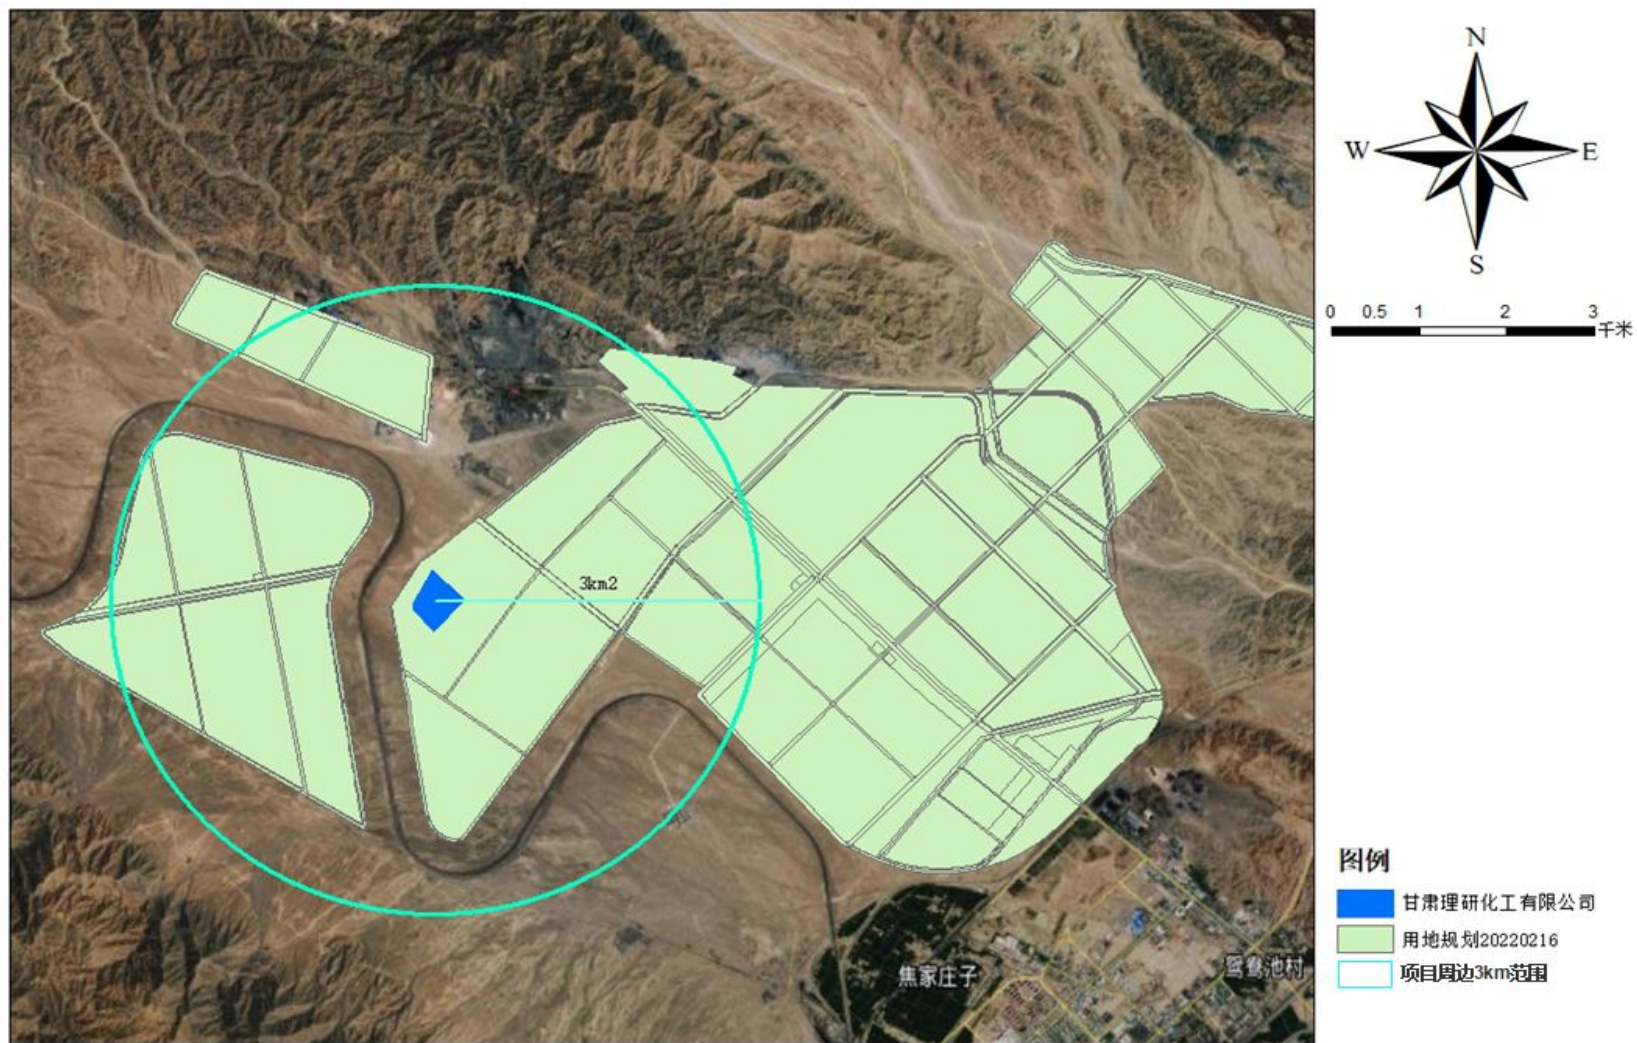 N
W
E
S
0 0.5 1 2 3
千米
3km2
图例
甘肃理研化工有限公司
用地规划20220216
项目周边3km范围
焦家庄子
鸳鸯池村